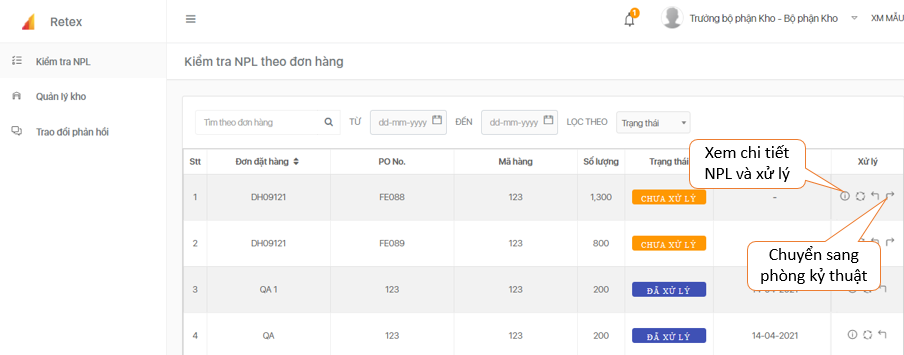 Retex
1
Trưởng bộ phận Kho - Bộ phận Kho
XM MẪU
Kiểm tra NPL
Quản lý kho
Trao đổi phản hồi
Kiểm tra NPL theo đơn hàng
Tìm theo đơn hàng
TỪ
dd-mm-yyyy
ĐẾN
dd-mm-yyyy
LỌC THEO
Trạng thái
Xem chi tiết
NPL và xử lý
Stt Đơn đặt hàng PO No. Mã hàng Số lượng Trạng thái Xử lý
1 DH09121 FE088 123 1,300 CHƯA XỬ LÝ -
2 DH09121 FE089 123 800 CHƯA XỬ LÝ
Chuyển sang
phòng kỷ thuật
3 QA 1 123 123 200 ĐÃ XỬ LÝ
4 QA 123 123 200 ĐÃ XỬ LÝ 14-04-2021